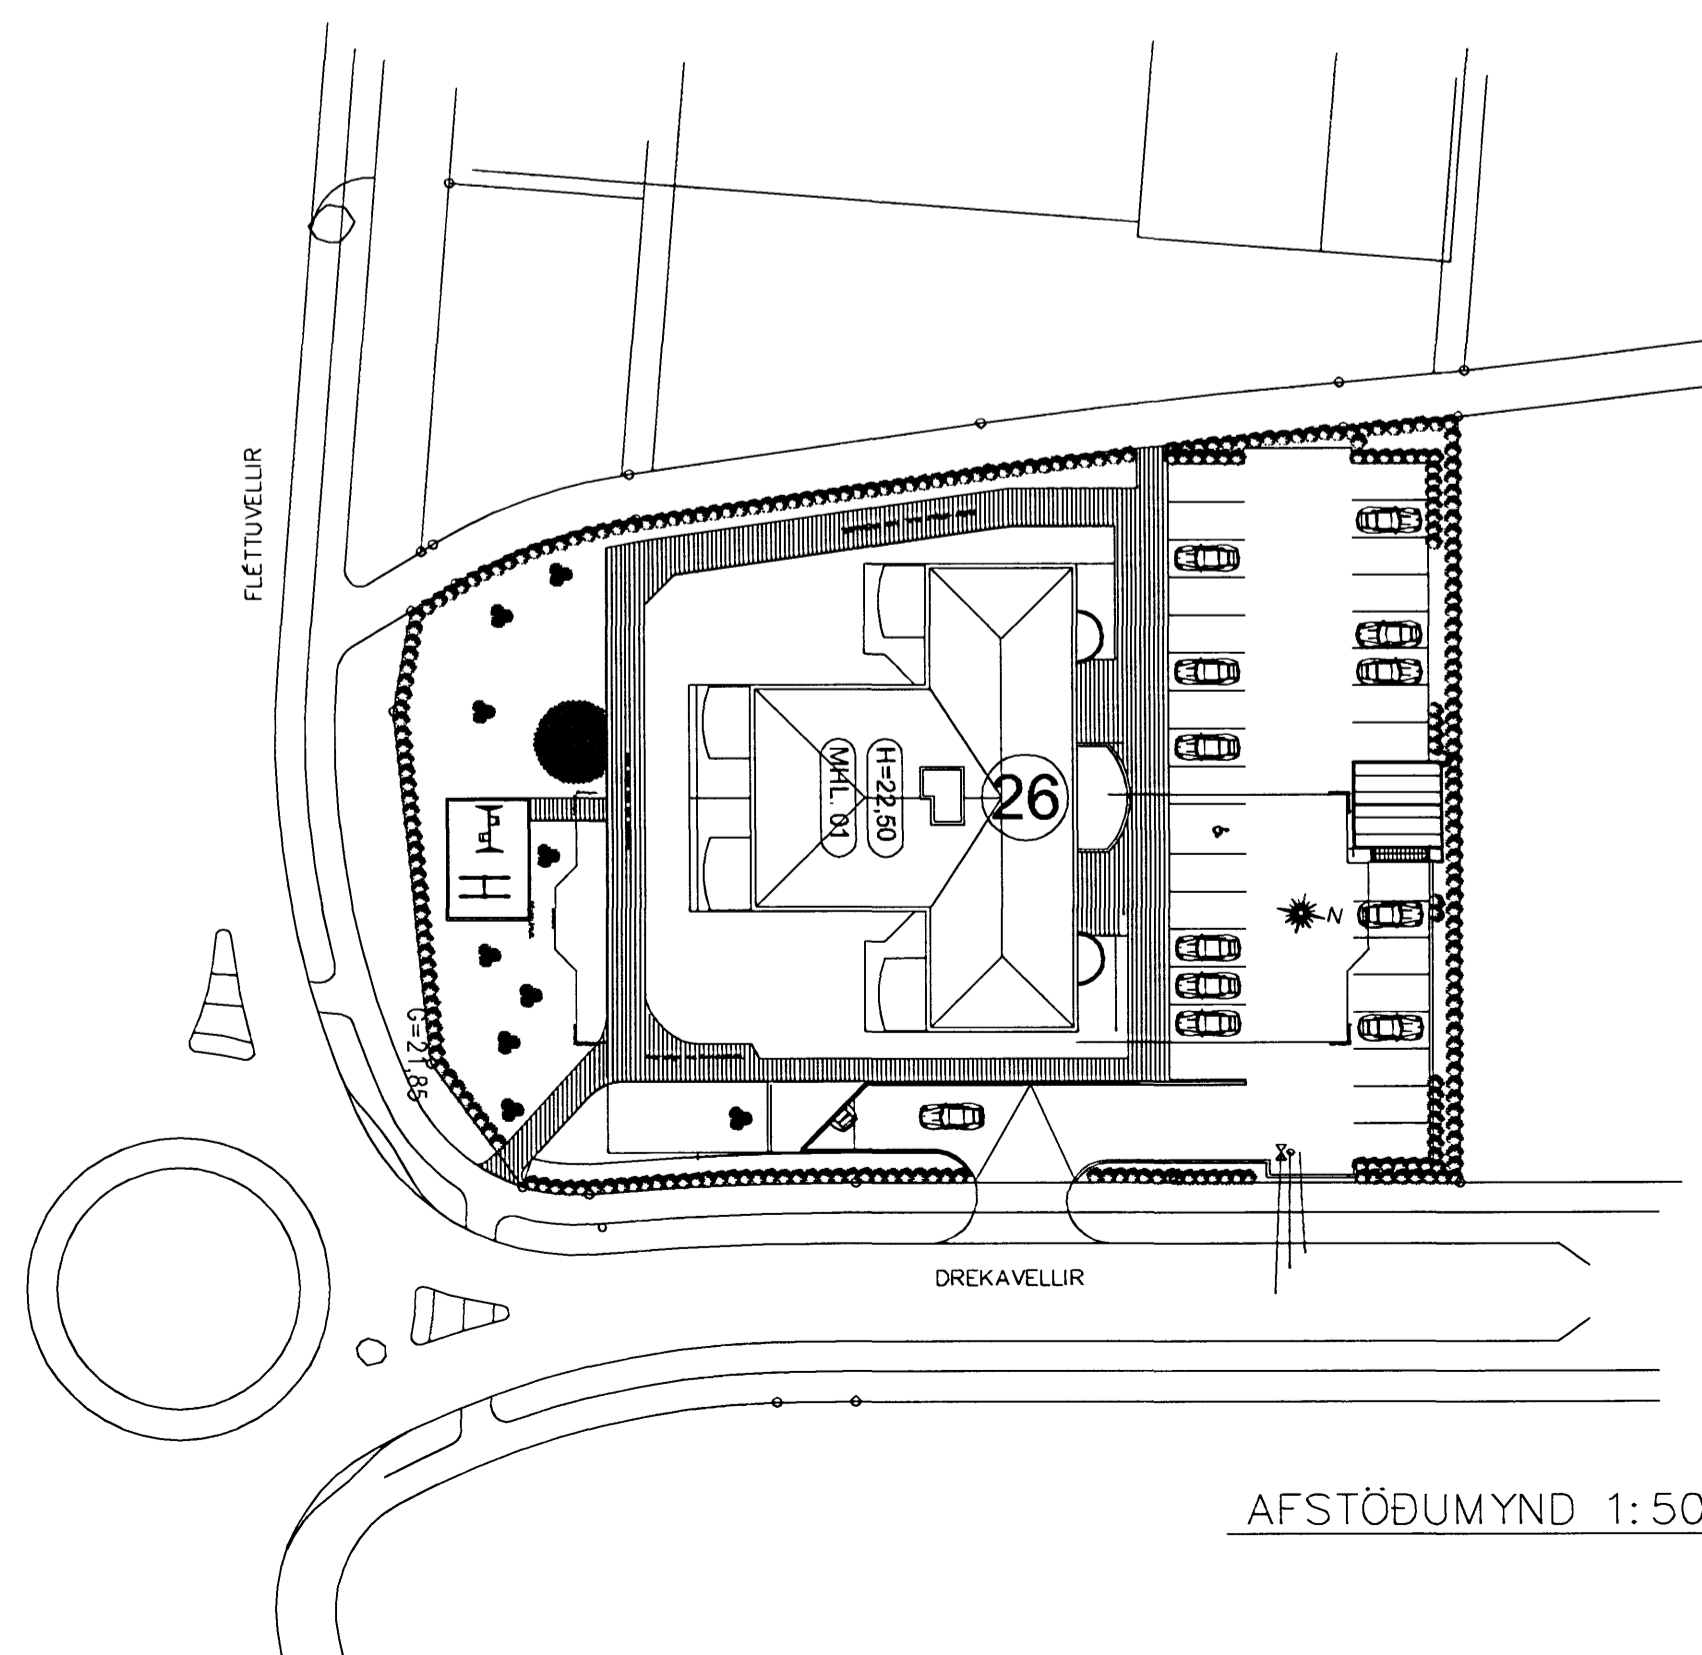 FLÉTTUVELLIR
26
H=22,50
MHL. 01
N
G=21,85
DREKAVELLIR
AFSTÖÐUMYND 1:50